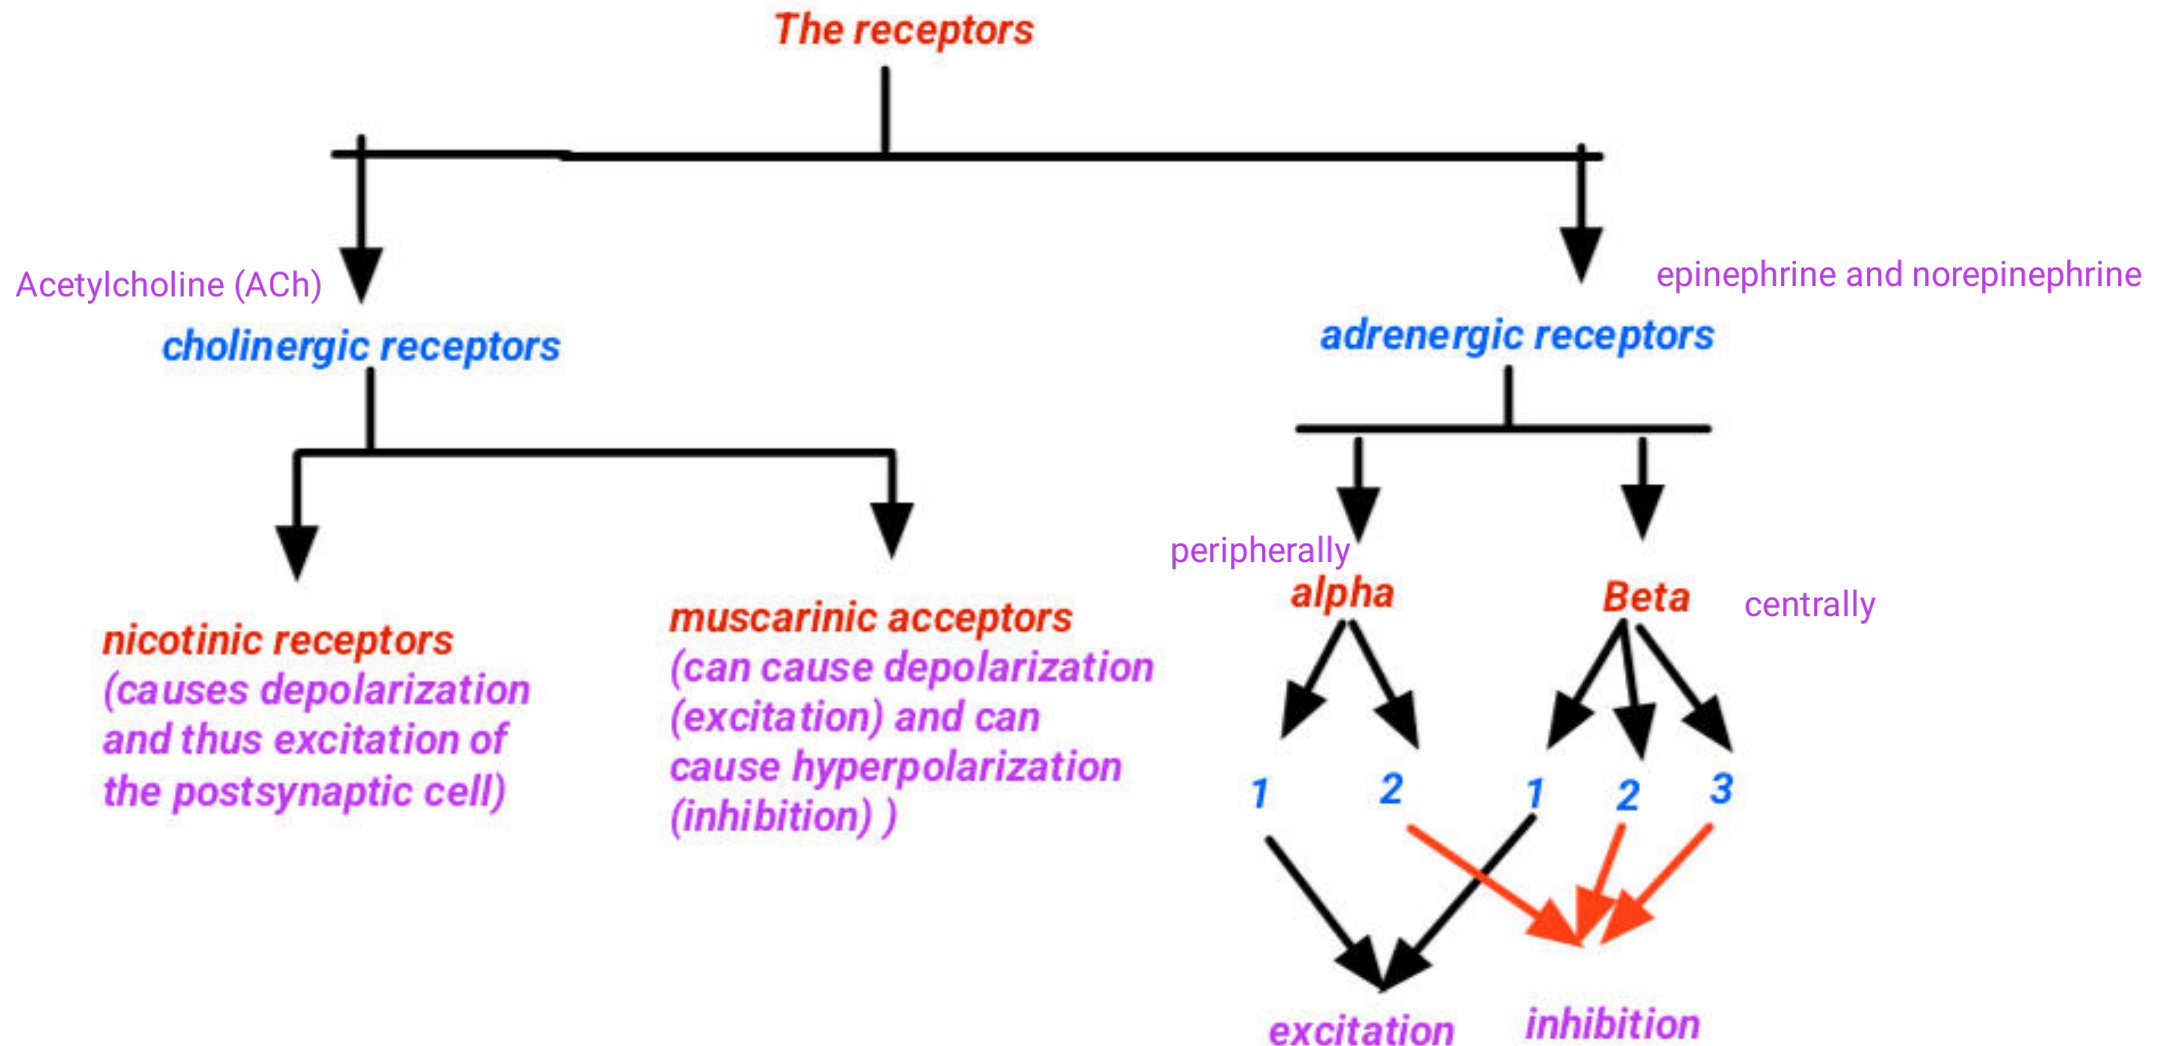 The receptors
Acetylcholine (ACh)
cholinergic receptors
epinephrine and norepinephrine
adrenergic receptors
nicotinic receptors
(causes depolarization
and thus excitation of
the postsynaptic cell)
muscarinic acceptors
(can cause depolarization
(excitation) and can
cause hyperpolarization
(inhibition) )
peripherally
alpha
Beta
centrally
1
2
1
2
3
excitation
inhibition